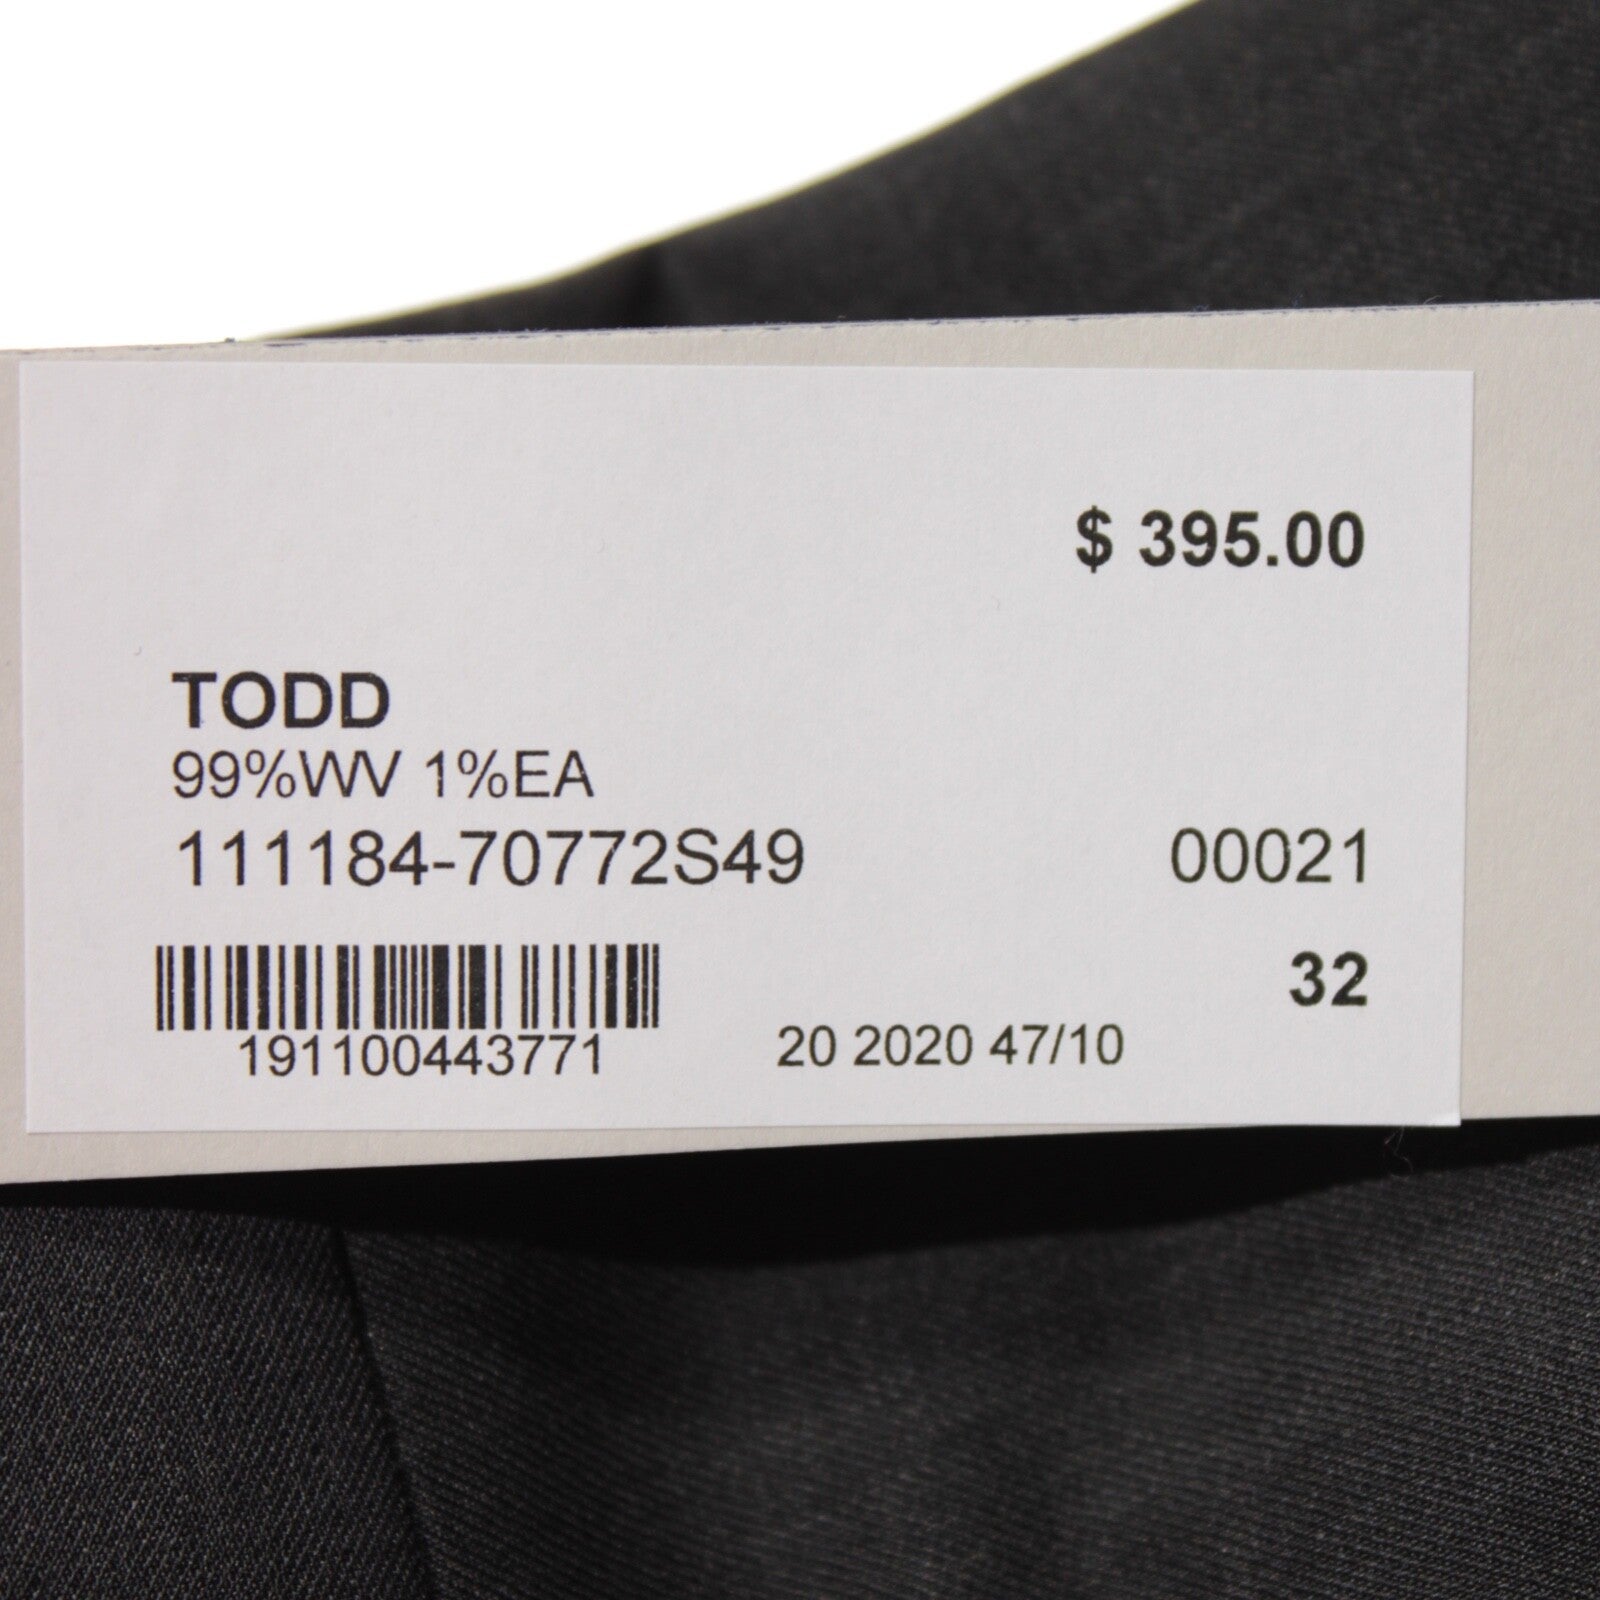 $ 395.00
TODD
99%WV 1%EA
111184-70772S49 00021
32
191100443771 20 2020 47/10